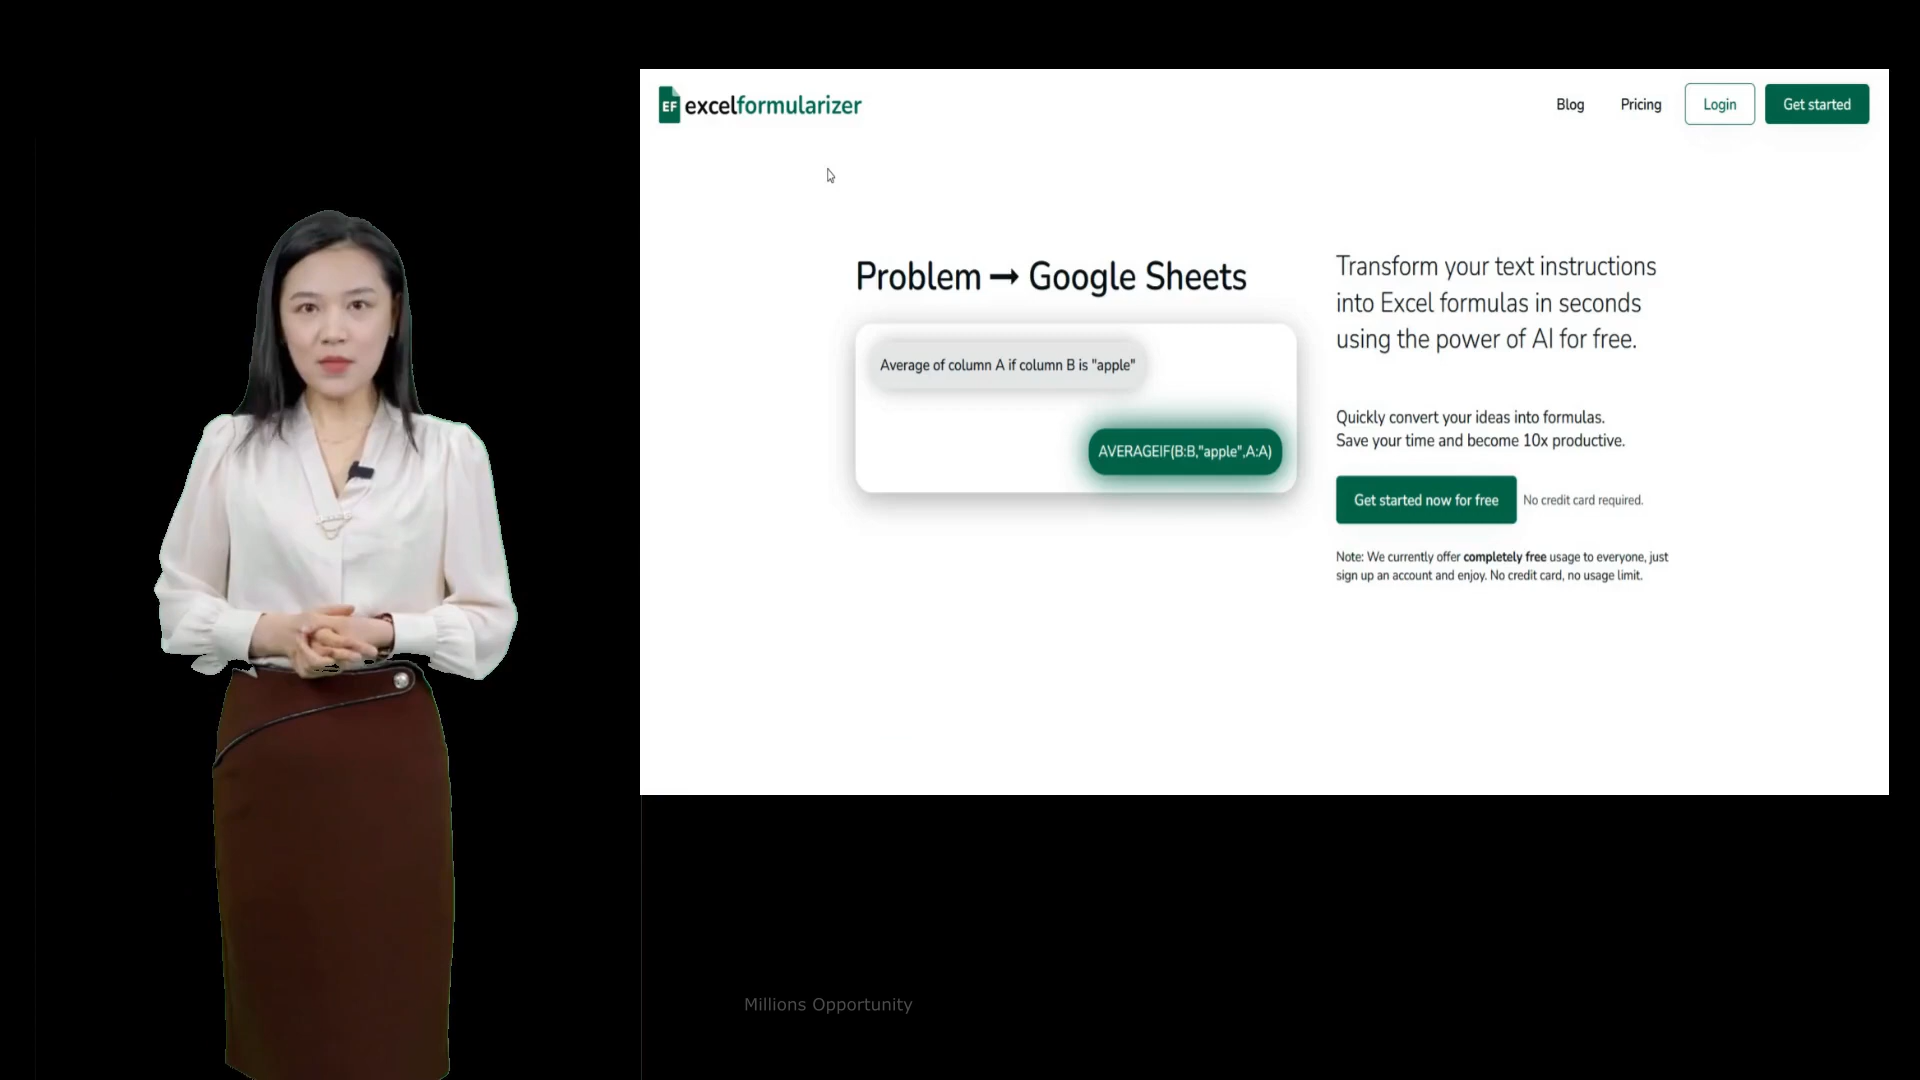 EF excelformularizer
Blog Pricing Login Get started
Problem → Google Sheets
Average of column A if column B is "apple"
AVERAGEIF(B:B,"apple",A:A)
Transform your text instructions
into Excel formulas in seconds
using the power of AI for free.
Quickly convert your ideas into formulas.
Save your time and become 10x productive.
Get started now for free No credit card required.
Note: We currently offer completely free usage to everyone, just
sign up an account and enjoy. No credit card, no usage limit.
Millions Opportunity